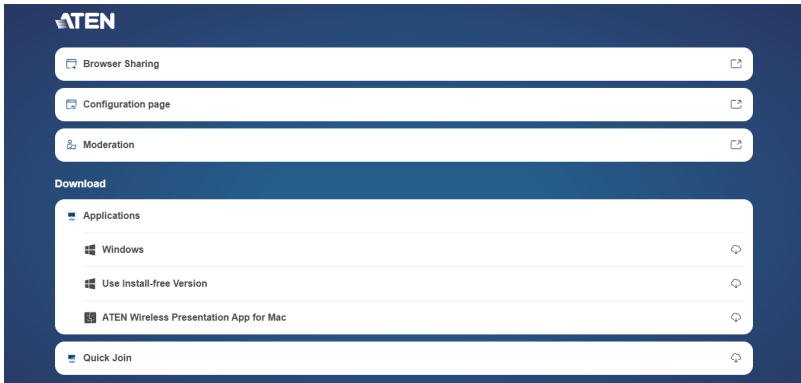 ATEN
Browser Sharing
Configuration page
Moderation
Download
Applications
Windows
Use Install-free Version
ATEN Wireless Presentation App for Mac
Quick Join